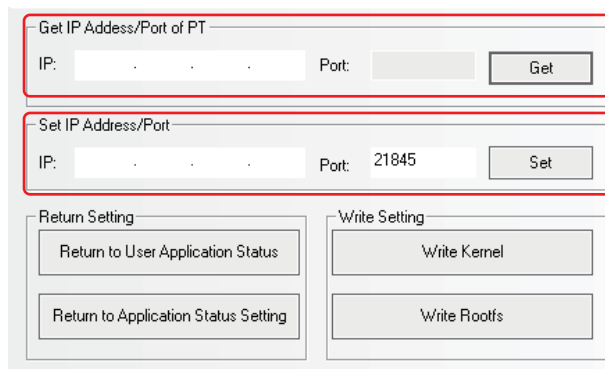 Get IP Addess/Port of PT
IP: . . . Port: Get
Set IP Address/Port
IP: . . . Port: 21845 Set
Return Setting Write Setting
Return to User Application Status Write Kernel
Return to Application Status Setting Write Rootfs